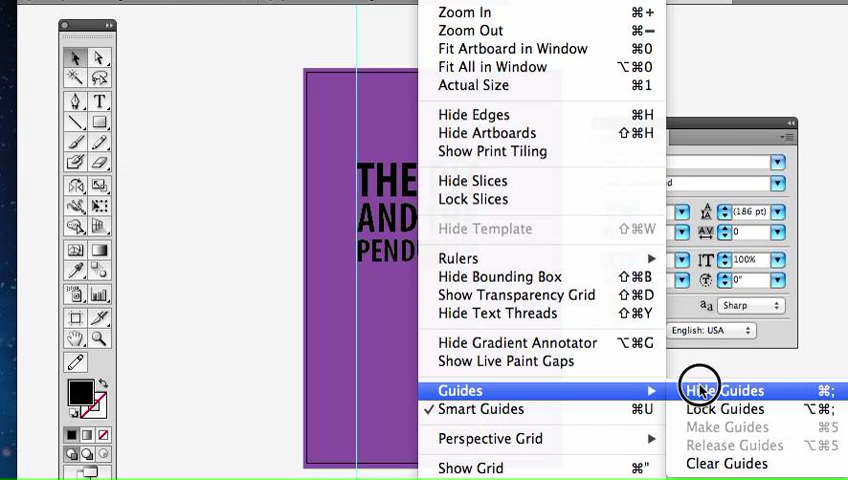 Zoom In ⌘+
Zoom Out ⌘−
Fit Artboard in Window ⌘0
Fit All in Window ⌥⌘0
Actual Size ⌘1
Hide Edges ⌘H
Hide Artboards ⇧⌘H
Show Print Tiling
Hide Slices
Lock Slices
Hide Template ⇧⌘W
Rulers
Hide Bounding Box ⇧⌘B
Show Transparency Grid ⇧⌘D
Hide Text Threads ⇧⌘Y
Hide Gradient Annotator ⌥⌘G
Show Live Paint Gaps
Guides
✓ Smart Guides ⌘U
Perspective Grid
Show Grid ⌘"
Hide Guides ⌘;
Lock Guides ⌥⌘;
Make Guides ⌘5
Release Guides ⌥⌘5
Clear Guides
THE
AND
PEND
(186 pt)
0
100%
0°
aa Sharp
English: USA